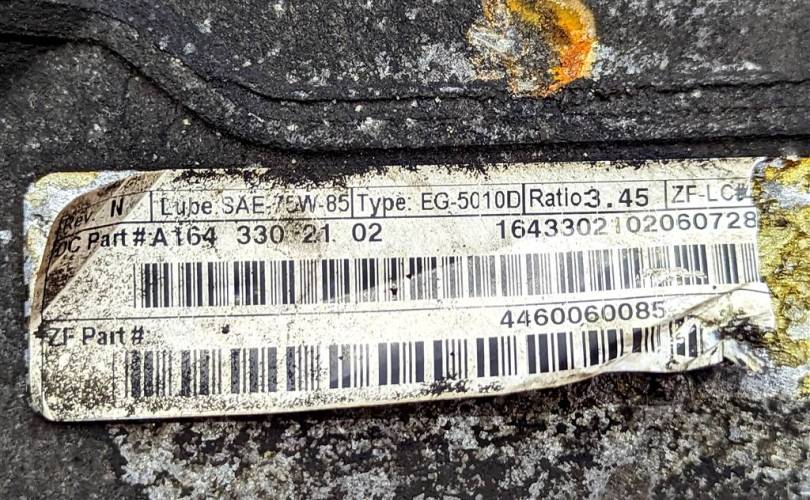 Rev. N Lube SAE-75W-85 Type: EG-5010D Ratio 3.45 ZF-LC#
DC Part # A164 330 21 02 1643302102060728
ZF Part # 4460060085